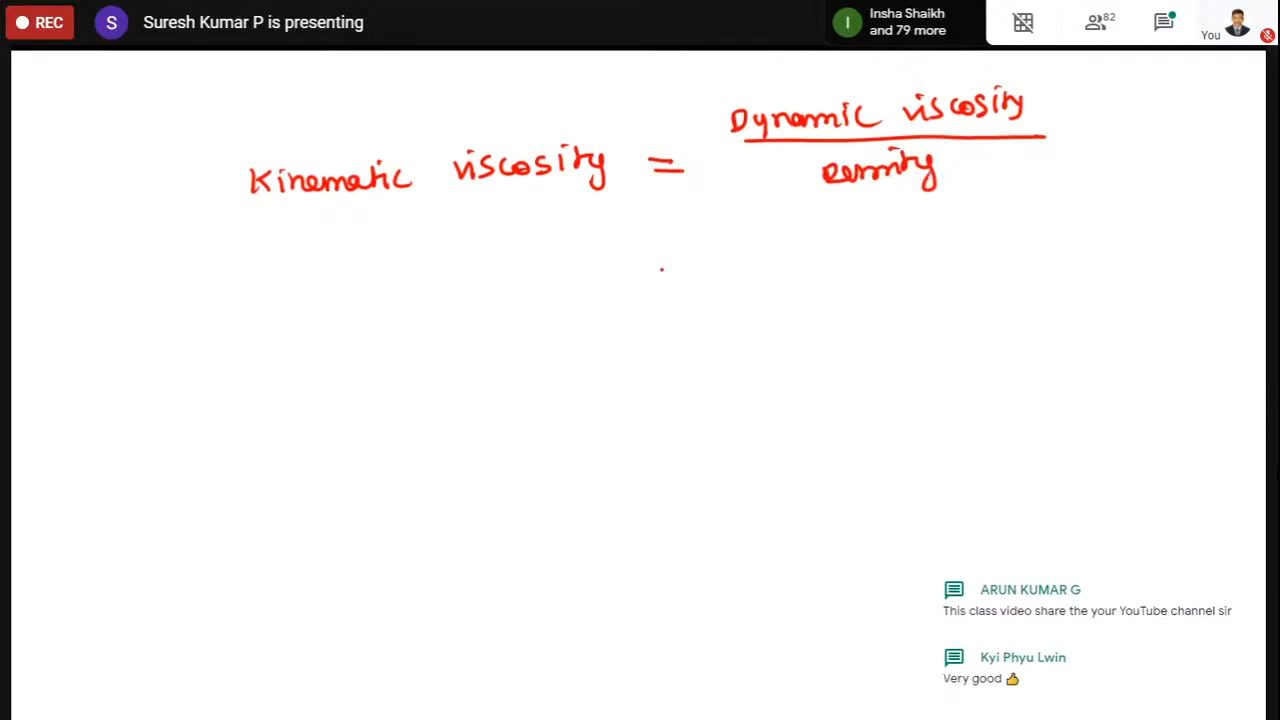 REC
S
Suresh Kumar P is presenting
I
Insha Shaikh
and 79 more
82
You
Dynamic viscosity
Kinematic viscosity =
density
ARUN KUMAR G
This class video share the your YouTube channel sir
Kyi Phyu Lwin
Very good 👍